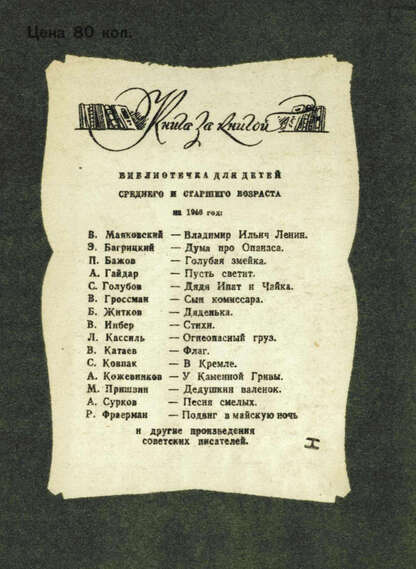 Цена 80 коп.
Книга за книгой
БИБЛИОТЕЧКА ДЛЯ ДЕТЕЙ
СРЕДНЕГО И СТАРШЕГО ВОЗРАСТА
на 1946 год:
В. Маяковский — Владимир Ильич Ленин.
Э. Багрицкий — Дума про Опанаса.
П. Бажов — Голубая змейка.
А. Гайдар — Пусть светит.
С. Голубов — Дядя Ипат и Чайка.
В. Гроссман — Сын комиссара.
Б. Житков — Дяденька.
В. Инбер — Стихи.
Л. Кассиль — Огнеопасный груз.
В. Катаев — Флаг.
С. Ковпак — В Кремле.
А. Кожевников — У Каменной Гривы.
М. Пришвин — Дедушкин валенок.
А. Сурков — Песня смелых.
Р. Фраерман — Подвиг в майскую ночь
и другие произведения
советских писателей.